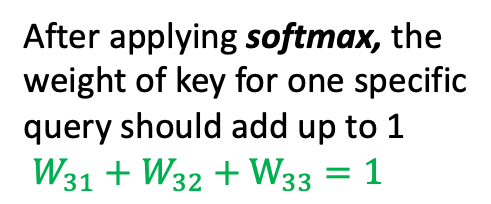 After applying softmax, the
weight of key for one specific
query should add up to 1
W₃₁ + W₃₂ + W₃₃ = 1